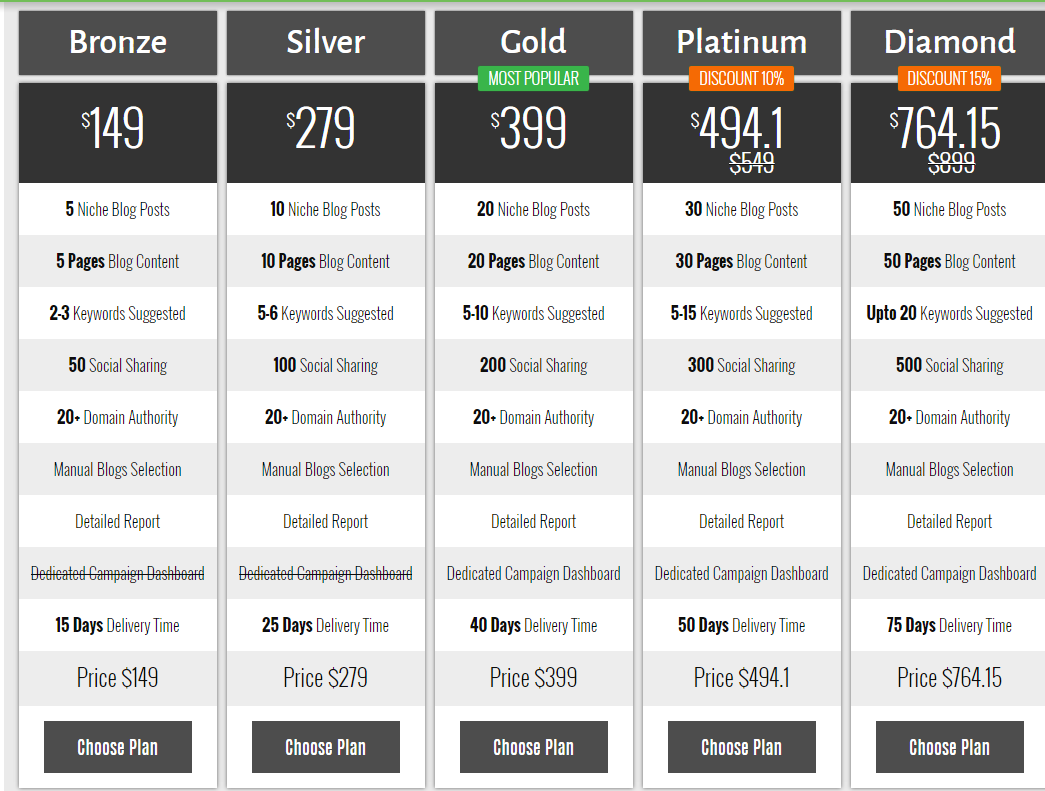 Bronze
$149
5 Niche Blog Posts
5 Pages Blog Content
2-3 Keywords Suggested
50 Social Sharing
20+ Domain Authority
Manual Blogs Selection
Detailed Report
Dedicated Campaign Dashboard
15 Days Delivery Time
Price $149
Choose Plan
Silver
$279
10 Niche Blog Posts
10 Pages Blog Content
5-6 Keywords Suggested
100 Social Sharing
20+ Domain Authority
Manual Blogs Selection
Detailed Report
Dedicated Campaign Dashboard
25 Days Delivery Time
Price $279
Choose Plan
Gold
MOST POPULAR
$399
20 Niche Blog Posts
20 Pages Blog Content
5-10 Keywords Suggested
200 Social Sharing
20+ Domain Authority
Manual Blogs Selection
Detailed Report
Dedicated Campaign Dashboard
40 Days Delivery Time
Price $399
Choose Plan
Platinum
DISCOUNT 10%
$494.1
$549
30 Niche Blog Posts
30 Pages Blog Content
5-15 Keywords Suggested
300 Social Sharing
20+ Domain Authority
Manual Blogs Selection
Detailed Report
Dedicated Campaign Dashboard
50 Days Delivery Time
Price $494.1
Choose Plan
Diamond
DISCOUNT 15%
$764.15
$899
50 Niche Blog Posts
50 Pages Blog Content
Upto 20 Keywords Suggested
500 Social Sharing
20+ Domain Authority
Manual Blogs Selection
Detailed Report
Dedicated Campaign Dashboard
75 Days Delivery Time
Price $764.15
Choose Plan